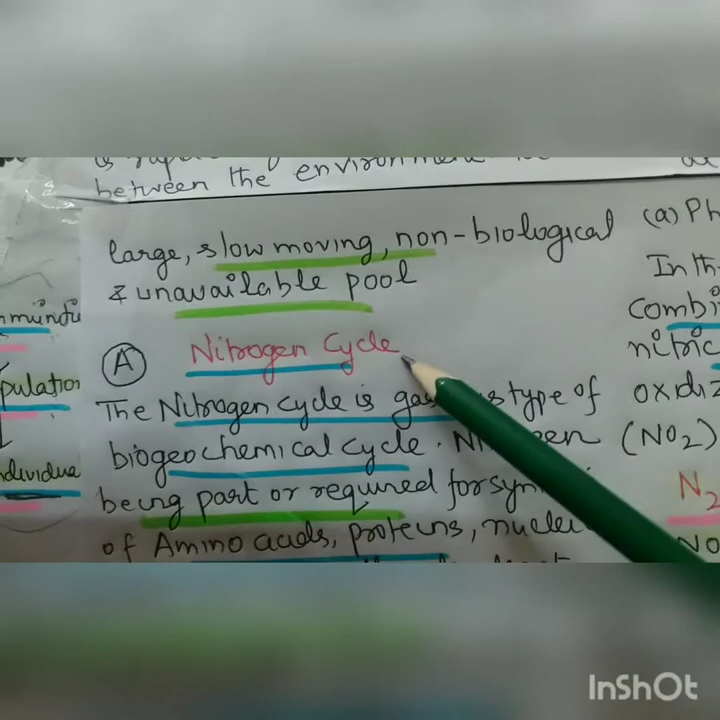 between the environment
large, slow moving, non-biological
& unavailable pool
(A) Nitrogen Cycle
The Nitrogen cycle is type of
biogeochemical cycle.
being part or required for
of Amino acids, proteins,
(a) Ph
In th
combi
nitric
oxidiz
(NO2)
N2
NO
pulation
ndividua
InShOt